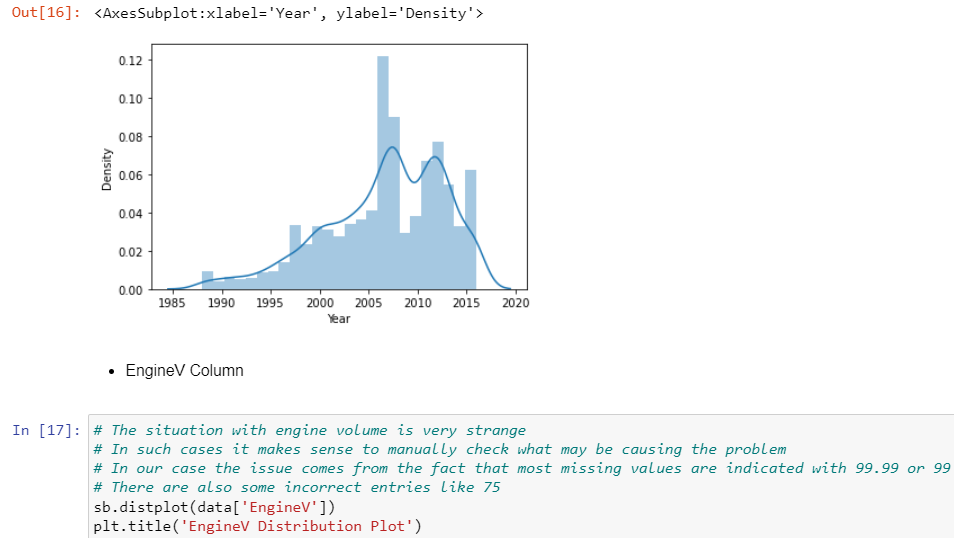 Out[16]: <AxesSubplot:xlabel='Year', ylabel='Density'>
0.12
0.10
0.08
0.06
0.04
0.02
0.00
Density
1985 1990 1995 2000 2005 2010 2015 2020
Year
• EngineV Column
In [17]: # The situation with engine volume is very strange
# In such cases it makes sense to manually check what may be causing the problem
# In our case the issue comes from the fact that most missing values are indicated with 99.99 or 99
# There are also some incorrect entries like 75
sb.distplot(data['EngineV'])
plt.title('EngineV Distribution Plot')